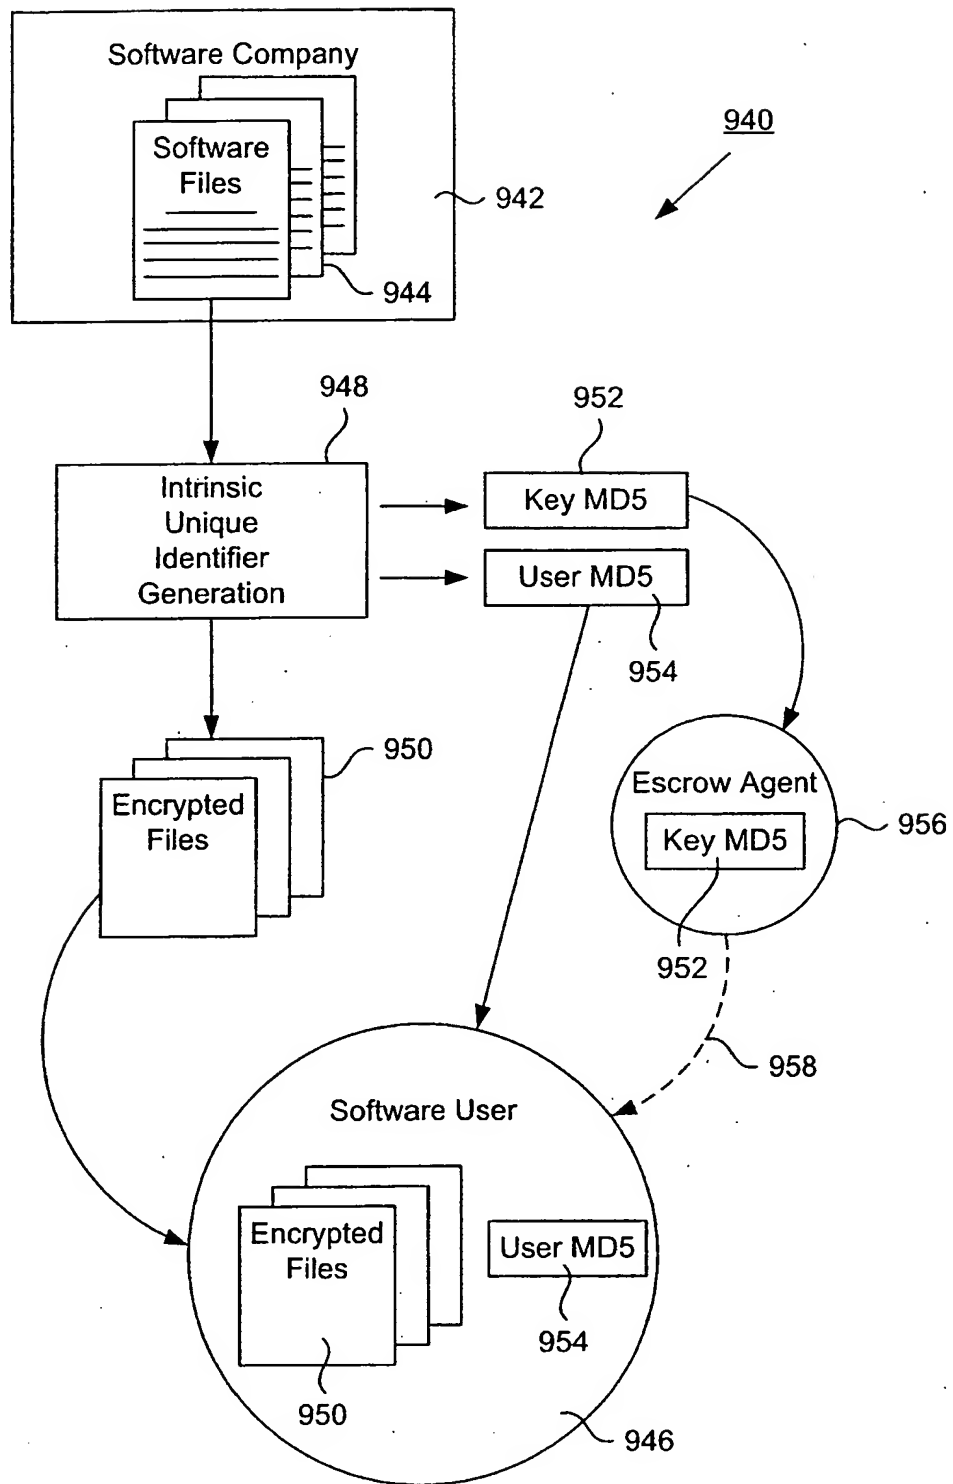 Software Company
Software
Files
940
942
944
948
952
Intrinsic
Unique
Identifier
Generation
Key MD5
User MD5
954
950
Encrypted
Files
Escrow Agent
Key MD5
956
952
958
Software User
Encrypted
Files
User MD5
954
950
946